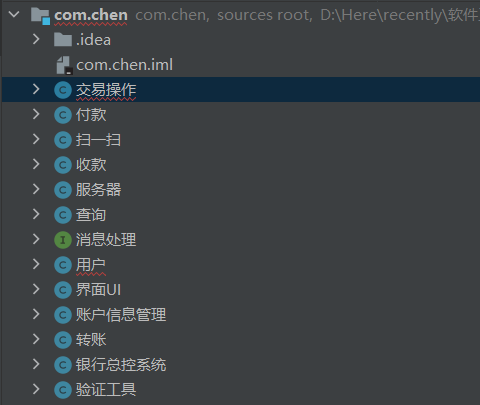 com.chen com.chen, sources root, D:\Here\recently\软件
.idea
com.chen.iml
C 交易操作
C 付款
C 扫一扫
C 收款
C 服务器
C 查询
I 消息处理
C 用户
C 界面UI
C 账户信息管理
C 转账
C 银行总控系统
C 验证工具